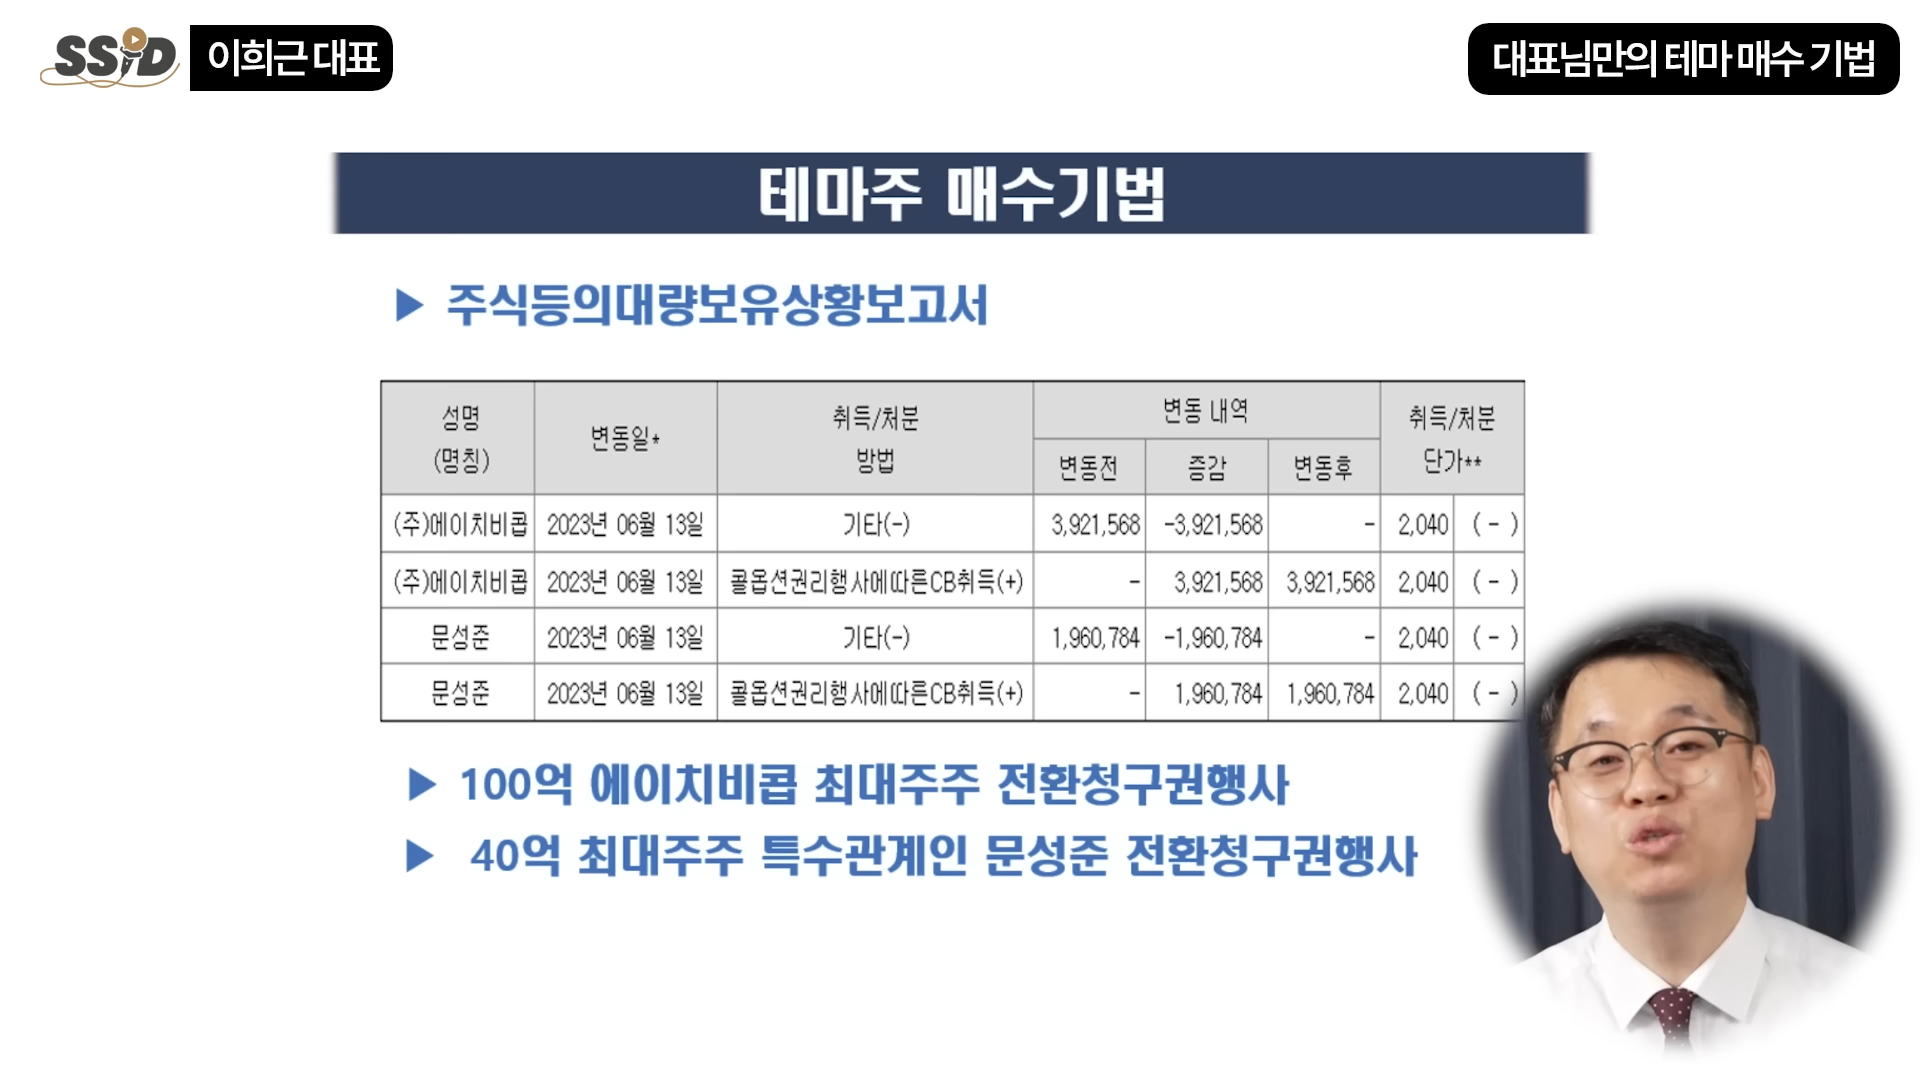 SSiD 이희근 대표
대표님만의 테마 매수 기법
테마주 매수기법
▶ 주식등의대량보유상황보고서
성명 (명칭) 변동일* 취득/처분 방법 변동 내역 취득/처분 단가**
변동전 증감 변동후
(주)에이치비콥 2023년 06월 13일 기타(-) 3,921,568 -3,921,568 - 2,040 ( - )
(주)에이치비콥 2023년 06월 13일 콜옵션권리행사에따른CB취득(+) - 3,921,568 3,921,568 2,040 ( - )
문성준 2023년 06월 13일 기타(-) 1,960,784 -1,960,784 - 2,040 ( - )
문성준 2023년 06월 13일 콜옵션권리행사에따른CB취득(+) - 1,960,784 1,960,784 2,040 ( - )
▶ 100억 에이치비콥 최대주주 전환청구권행사
▶ 40억 최대주주 특수관계인 문성준 전환청구권행사